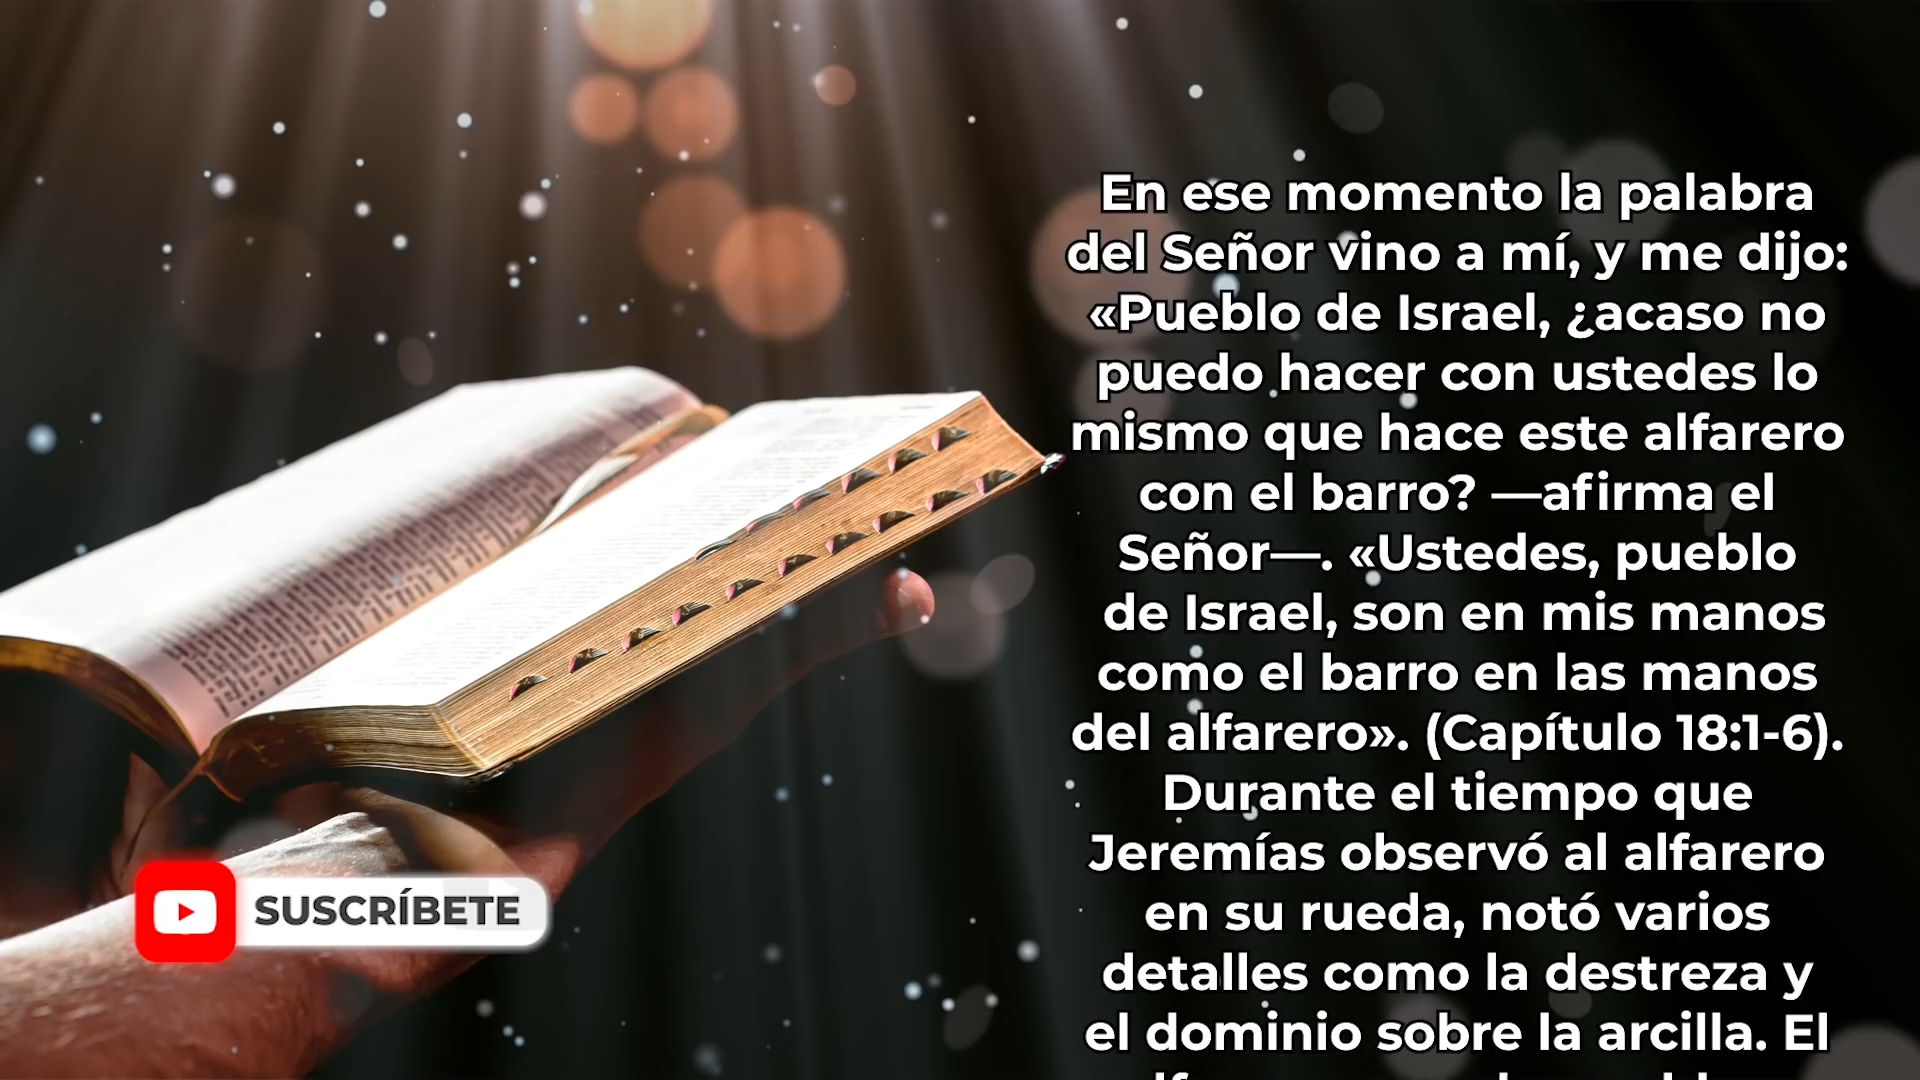 En ese momento la palabra
del Señor vino a mí, y me dijo:
«Pueblo de Israel, ¿acaso no
puedo hacer con ustedes lo
mismo que hace este alfarero
con el barro? —afirma el
Señor—. «Ustedes, pueblo
de Israel, son en mis manos
como el barro en las manos
del alfarero». (Capítulo 18:1-6).
Durante el tiempo que
Jeremías observó al alfarero
en su rueda, notó varios
detalles como la destreza y
el dominio sobre la arcilla. El
SUSCRÍBETE